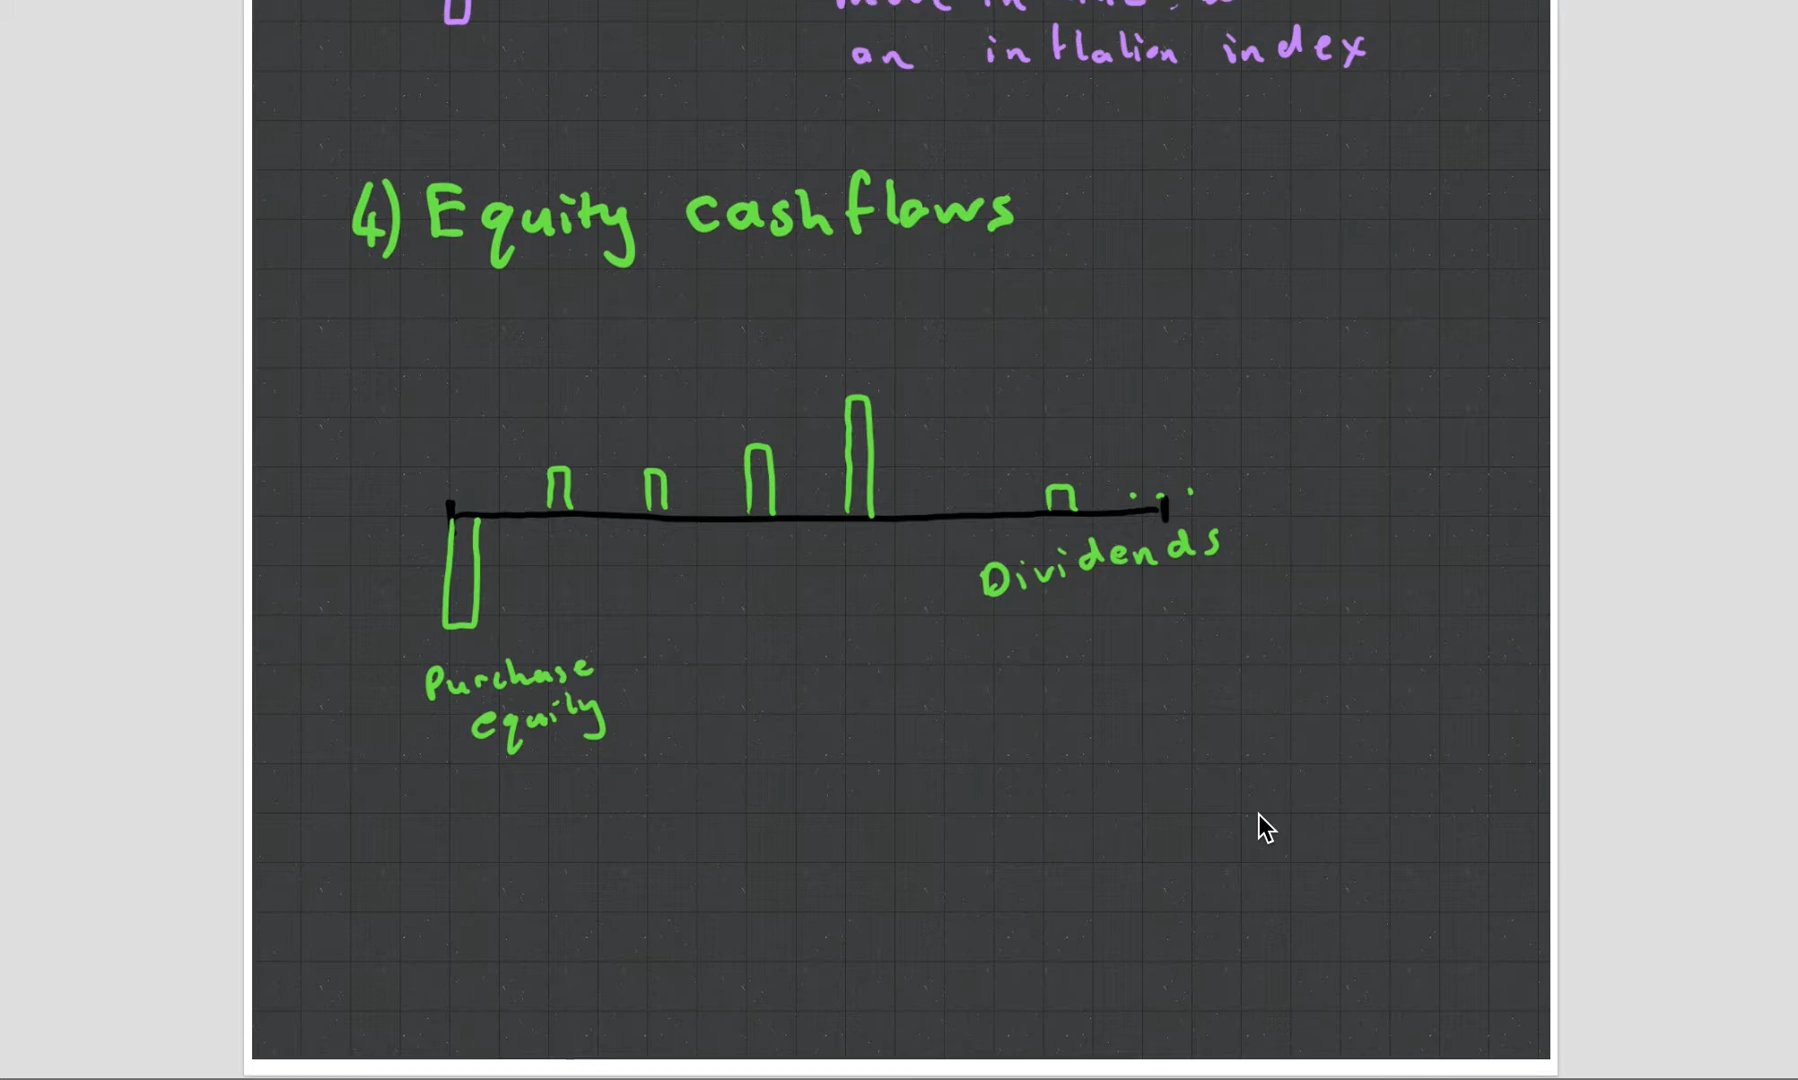 an inflation index
4) Equity cashflows
Dividends
Purchase
equity